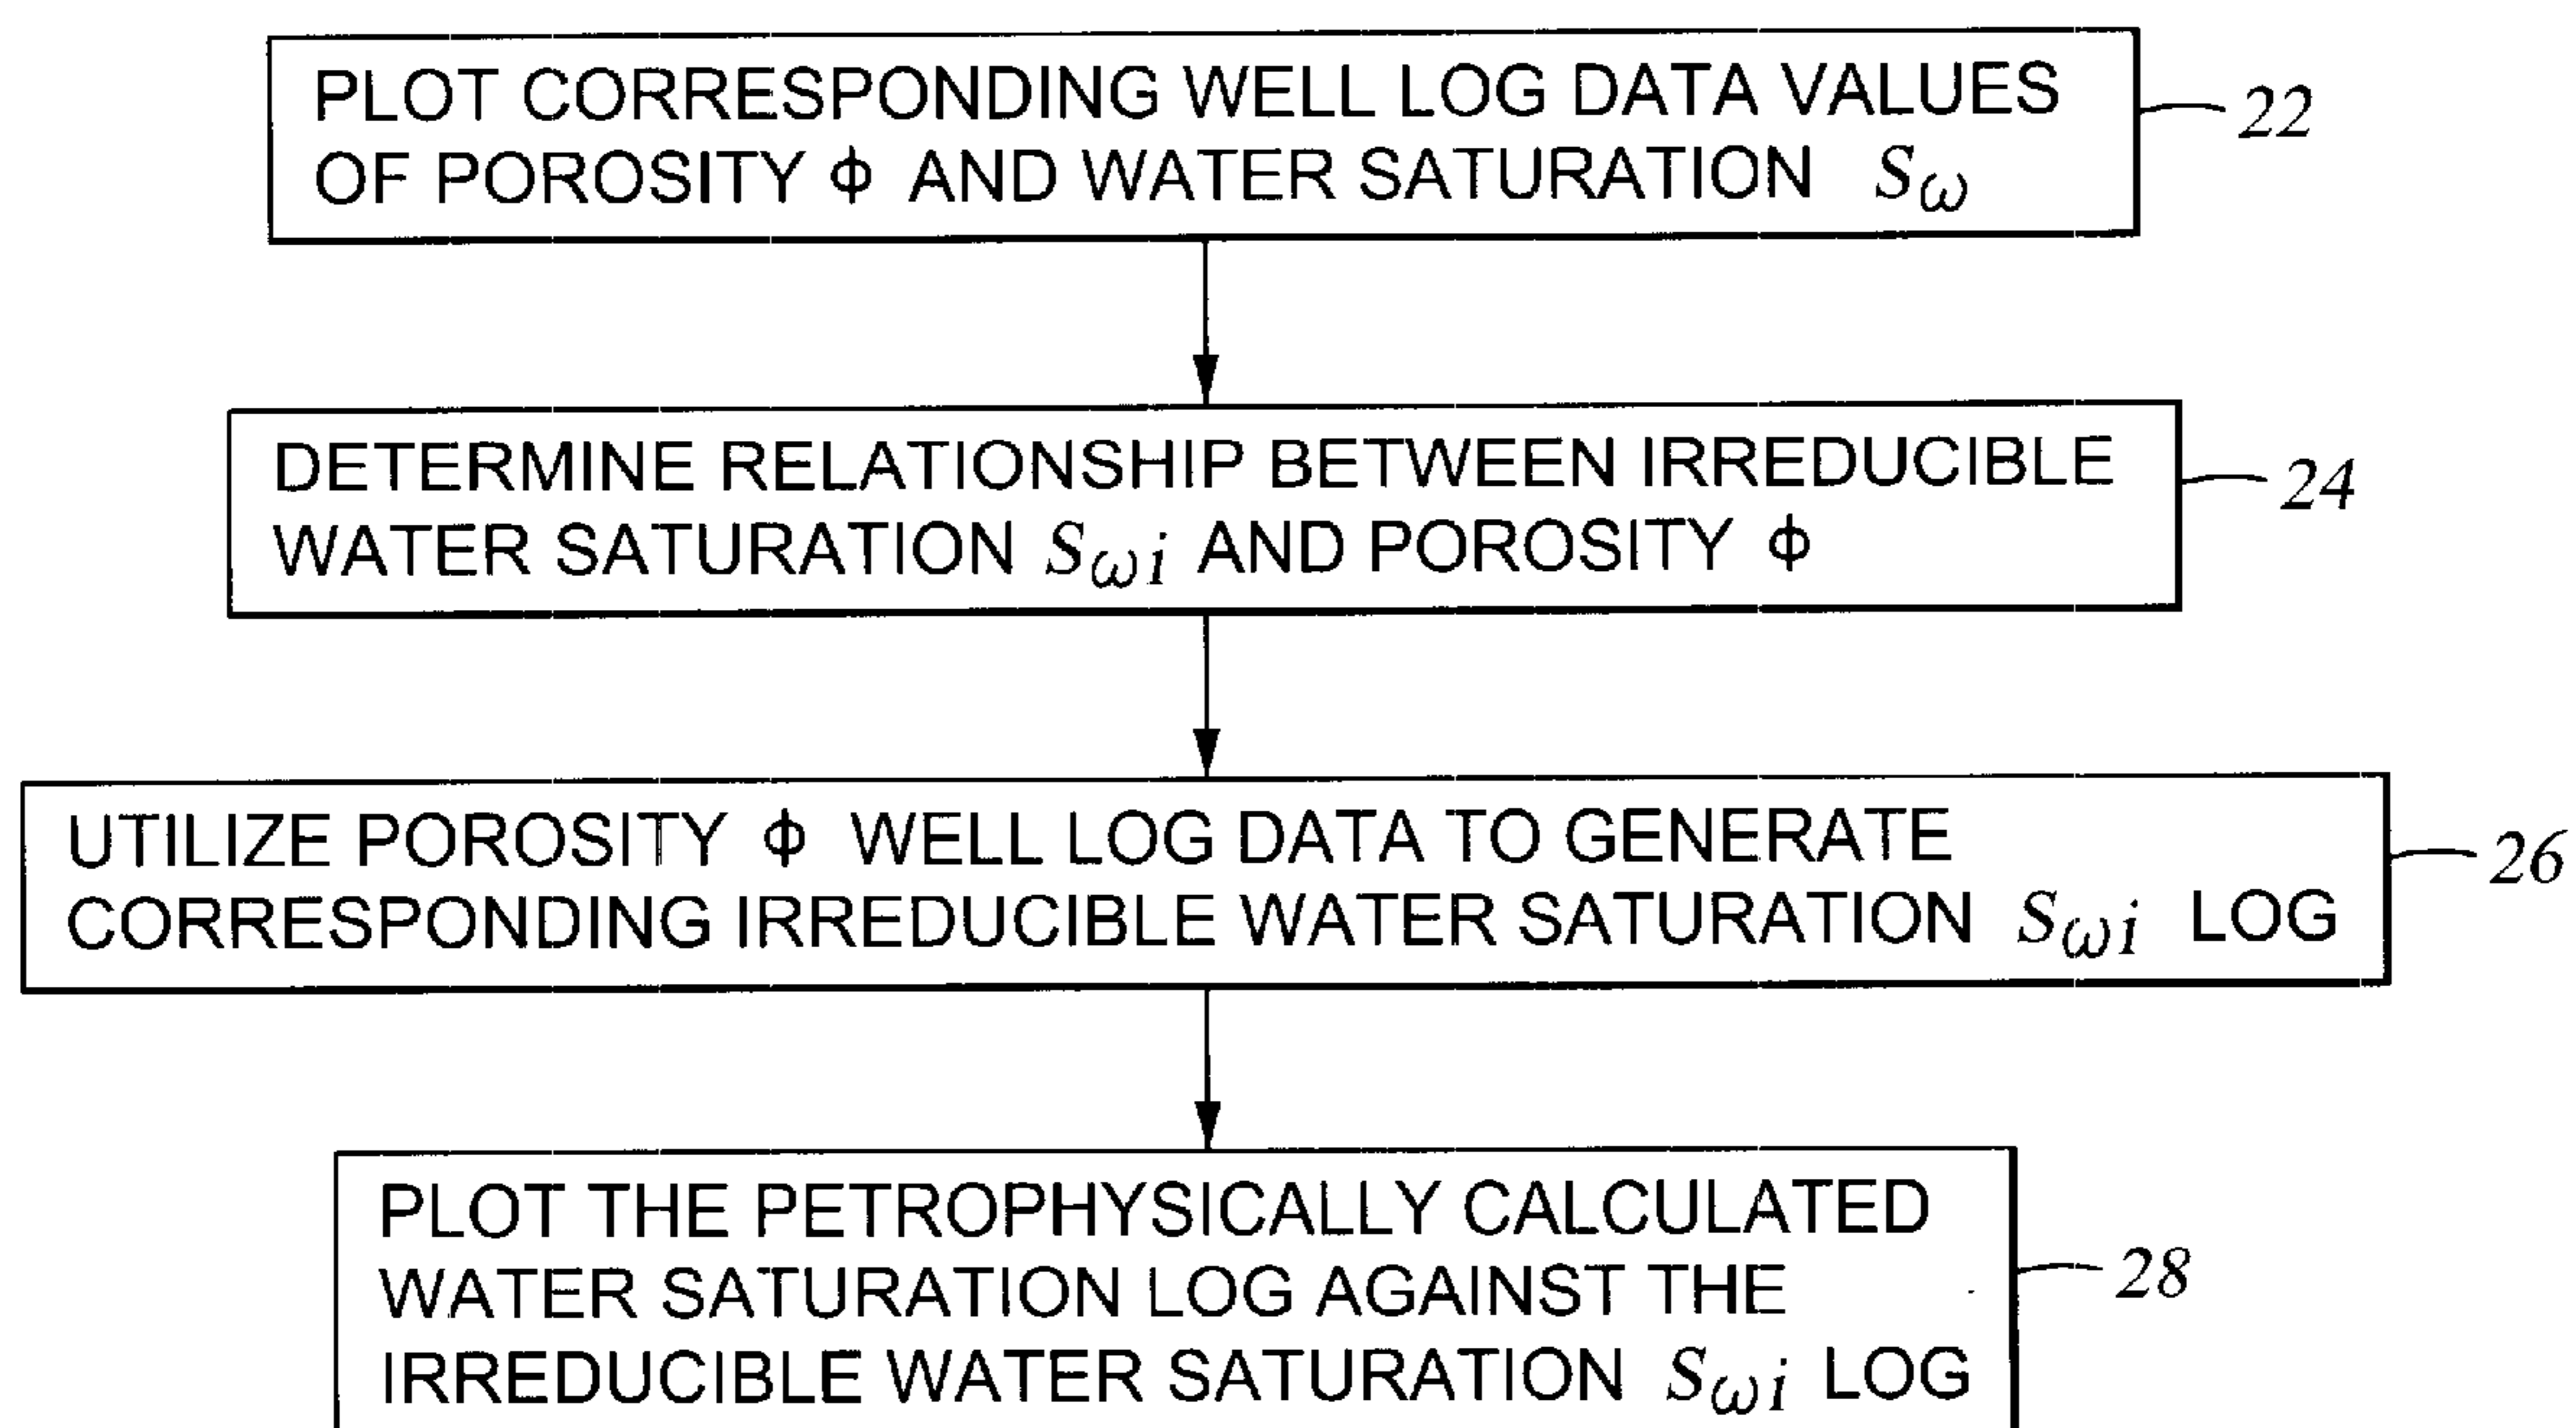 PLOT CORRESPONDING WELL LOG DATA VALUES
OF POROSITY ϕ AND WATER SATURATION Sω
22
DETERMINE RELATIONSHIP BETWEEN IRREDUCIBLE
WATER SATURATION Sωi AND POROSITY ϕ
24
UTILIZE POROSITY ϕ WELL LOG DATA TO GENERATE
CORRESPONDING IRREDUCIBLE WATER SATURATION Sωi LOG
26
PLOT THE PETROPHYSICALLY CALCULATED
WATER SATURATION LOG AGAINST THE
IRREDUCIBLE WATER SATURATION Sωi LOG
28